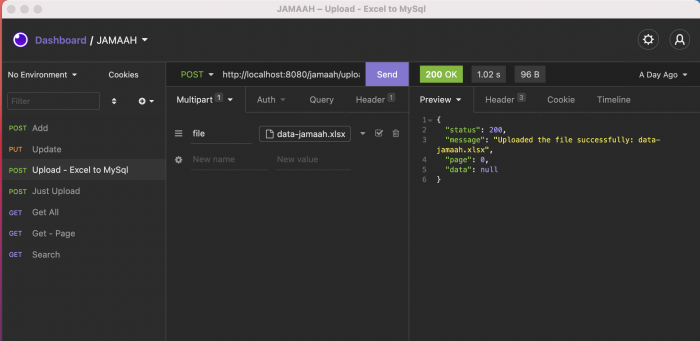 JAMAAH – Upload - Excel to MySql
Dashboard / JAMAAH
No Environment
Cookies
POST
http://localhost:8080/jamaah/uploa
Send
200 OK
1.02 s
96 B
A Day Ago
Filter
Multipart 1
Auth
Query
Header 1
Preview
Header 3
Cookie
Timeline
POST Add
PUT Update
POST Upload - Excel to MySql
POST Just Upload
GET Get All
GET Get - Page
GET Search
file
data-jamaah.xlsx
New name
New value
1 {
2 "status": 200,
3 "message": "Uploaded the file successfully: data-
jamaah.xlsx",
4 "page": 0,
5 "data": null
6 }